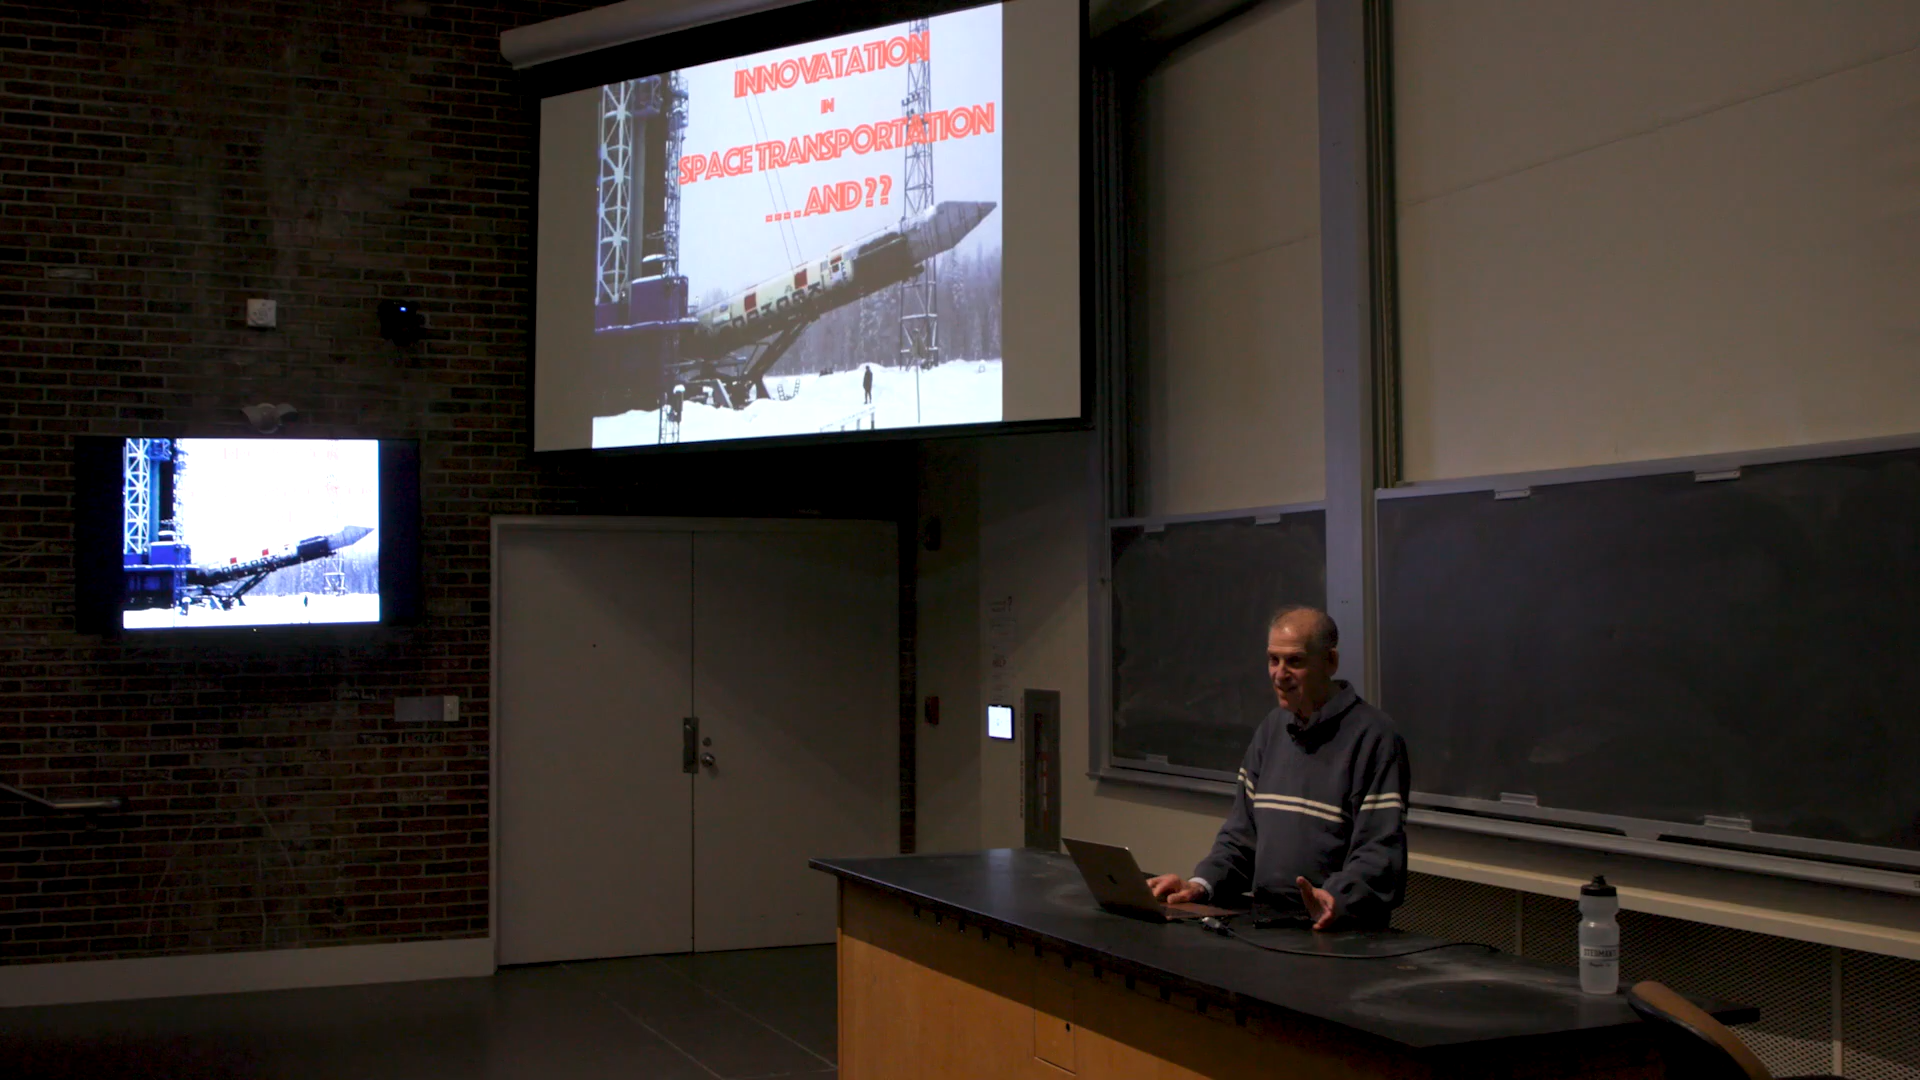 INNOVATATION
IN
SPACE TRANSPORTATION
....AND??